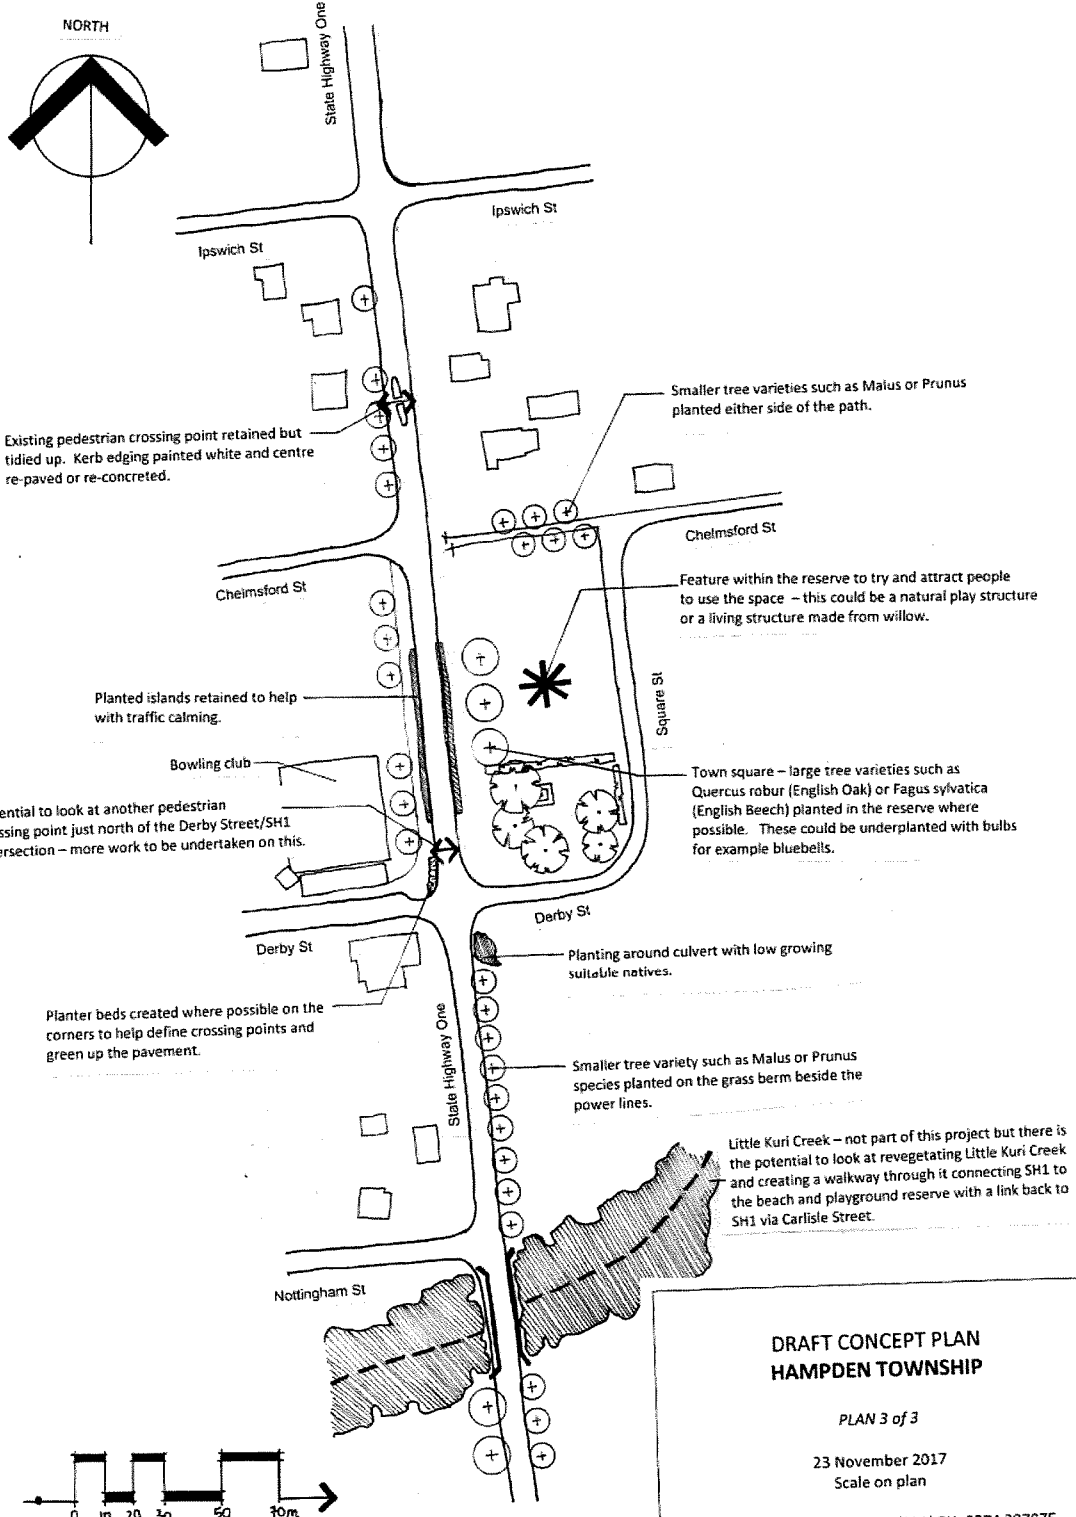 NORTH
State Highway One
Ipswich St
Ipswich St
Smaller tree varieties such as Malus or Prunus
planted either side of the path.
Existing pedestrian crossing point retained but
tidied up. Kerb edging painted white and centre
re-paved or re-concreted.
Chelmsford St
Chelmsford St
Feature within the reserve to try and attract people
to use the space – this could be a natural play structure
or a living structure made from willow.
Square St
Planted islands retained to help
with traffic calming.
Bowling club
Town square – large tree varieties such as
Quercus robur (English Oak) or Fagus sylvatica
(English Beech) planted in the reserve where
possible. These could be underplanted with bulbs
for example bluebells.
ential to look at another pedestrian
ssing point just north of the Derby Street/SH1
ersection – more work to be undertaken on this.
Derby St
Derby St
Planting around culvert with low growing
suitable natives.
Planter beds created where possible on the
corners to help define crossing points and
green up the pavement.
State Highway One
Smaller tree variety such as Malus or Prunus
species planted on the grass berm beside the
power lines.
Little Kuri Creek – not part of this project but there is
the potential to look at revegetating Little Kuri Creek
and creating a walkway through it connecting SH1 to
the beach and playground reserve with a link back to
SH1 via Carlisle Street.
Nottingham St
DRAFT CONCEPT PLAN
HAMPDEN TOWNSHIP
PLAN 3 of 3
23 November 2017
Scale on plan
0 10 20 30 50 70m